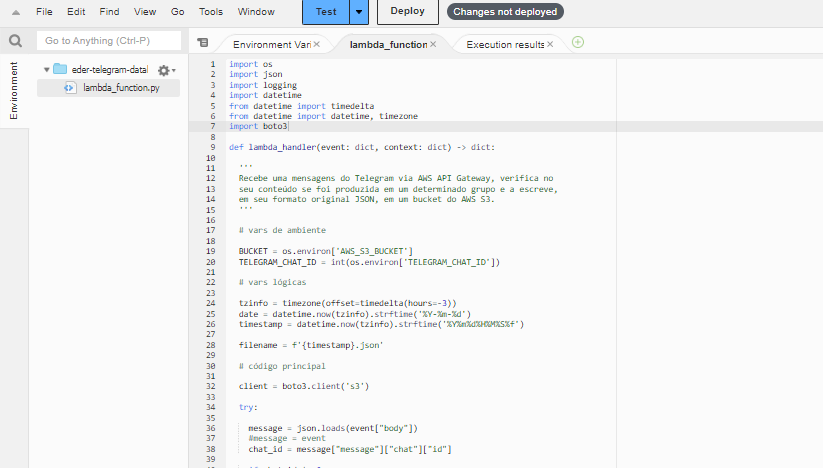 File Edit Find View Go Tools Window Test Deploy Changes not deployed
Go to Anything (Ctrl-P)
Environment Vari lambda_function Execution results
Environment
eder-telegram-datal
lambda_function.py
1 import os
2 import json
3 import logging
4 import datetime
5 from datetime import timedelta
6 from datetime import datetime, timezone
7 import boto3
8
9 def lambda_handler(event: dict, context: dict) -> dict:
10
11 '''
12 Recebe uma mensagens do Telegram via AWS API Gateway, verifica no
13 seu conteúdo se foi produzida em um determinado grupo e a escreve,
14 em seu formato original JSON, em um bucket do AWS S3.
15 '''
16
17 # vars de ambiente
18
19 BUCKET = os.environ['AWS_S3_BUCKET']
20 TELEGRAM_CHAT_ID = int(os.environ['TELEGRAM_CHAT_ID'])
21
22 # vars lógicas
23
24 tzinfo = timezone(offset=timedelta(hours=-3))
25 date = datetime.now(tzinfo).strftime('%Y-%m-%d')
26 timestamp = datetime.now(tzinfo).strftime('%Y%m%d%H%M%S%f')
27
28 filename = f'{timestamp}.json'
29
30 # código principal
31
32 client = boto3.client('s3')
33
34 try:
35
36 message = json.loads(event["body"])
37 #message = event
38 chat_id = message["message"]["chat"]["id"]
39